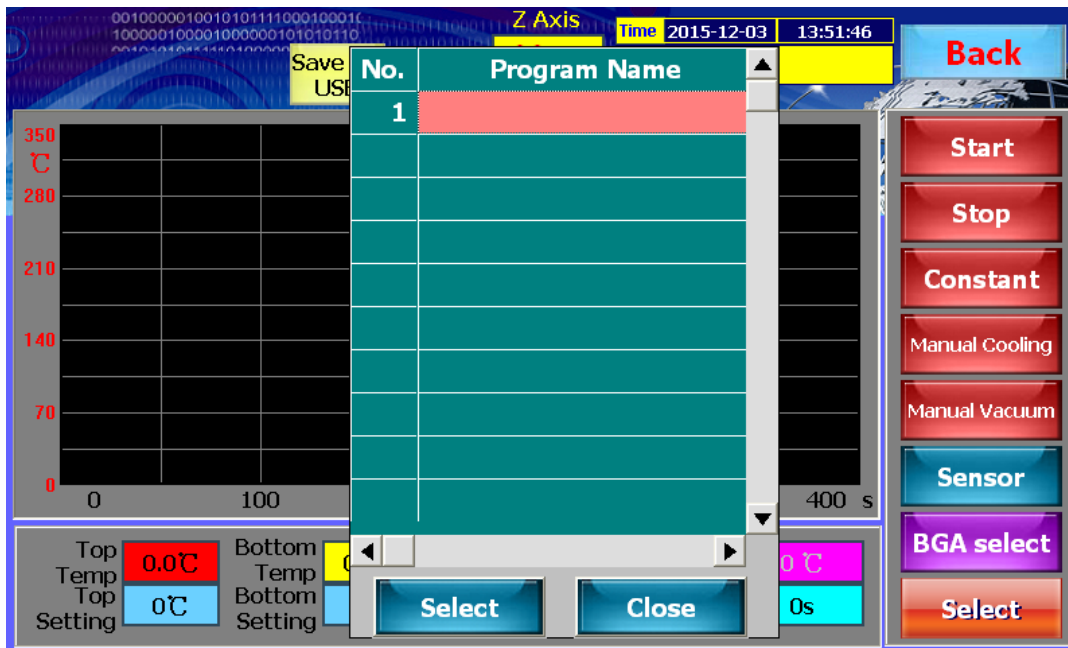 Z Axis
Time 2015-12-03 13:51:46
Back
Save
USB
No. Program Name
1
350
℃
280
210
140
70
0
0 100 400 s
Start
Stop
Constant
Manual Cooling
Manual Vacuum
Sensor
BGA select
Select
Top Temp 0.0℃
Bottom Temp
0℃
Top Setting 0℃
Bottom Setting
0s
Select Close